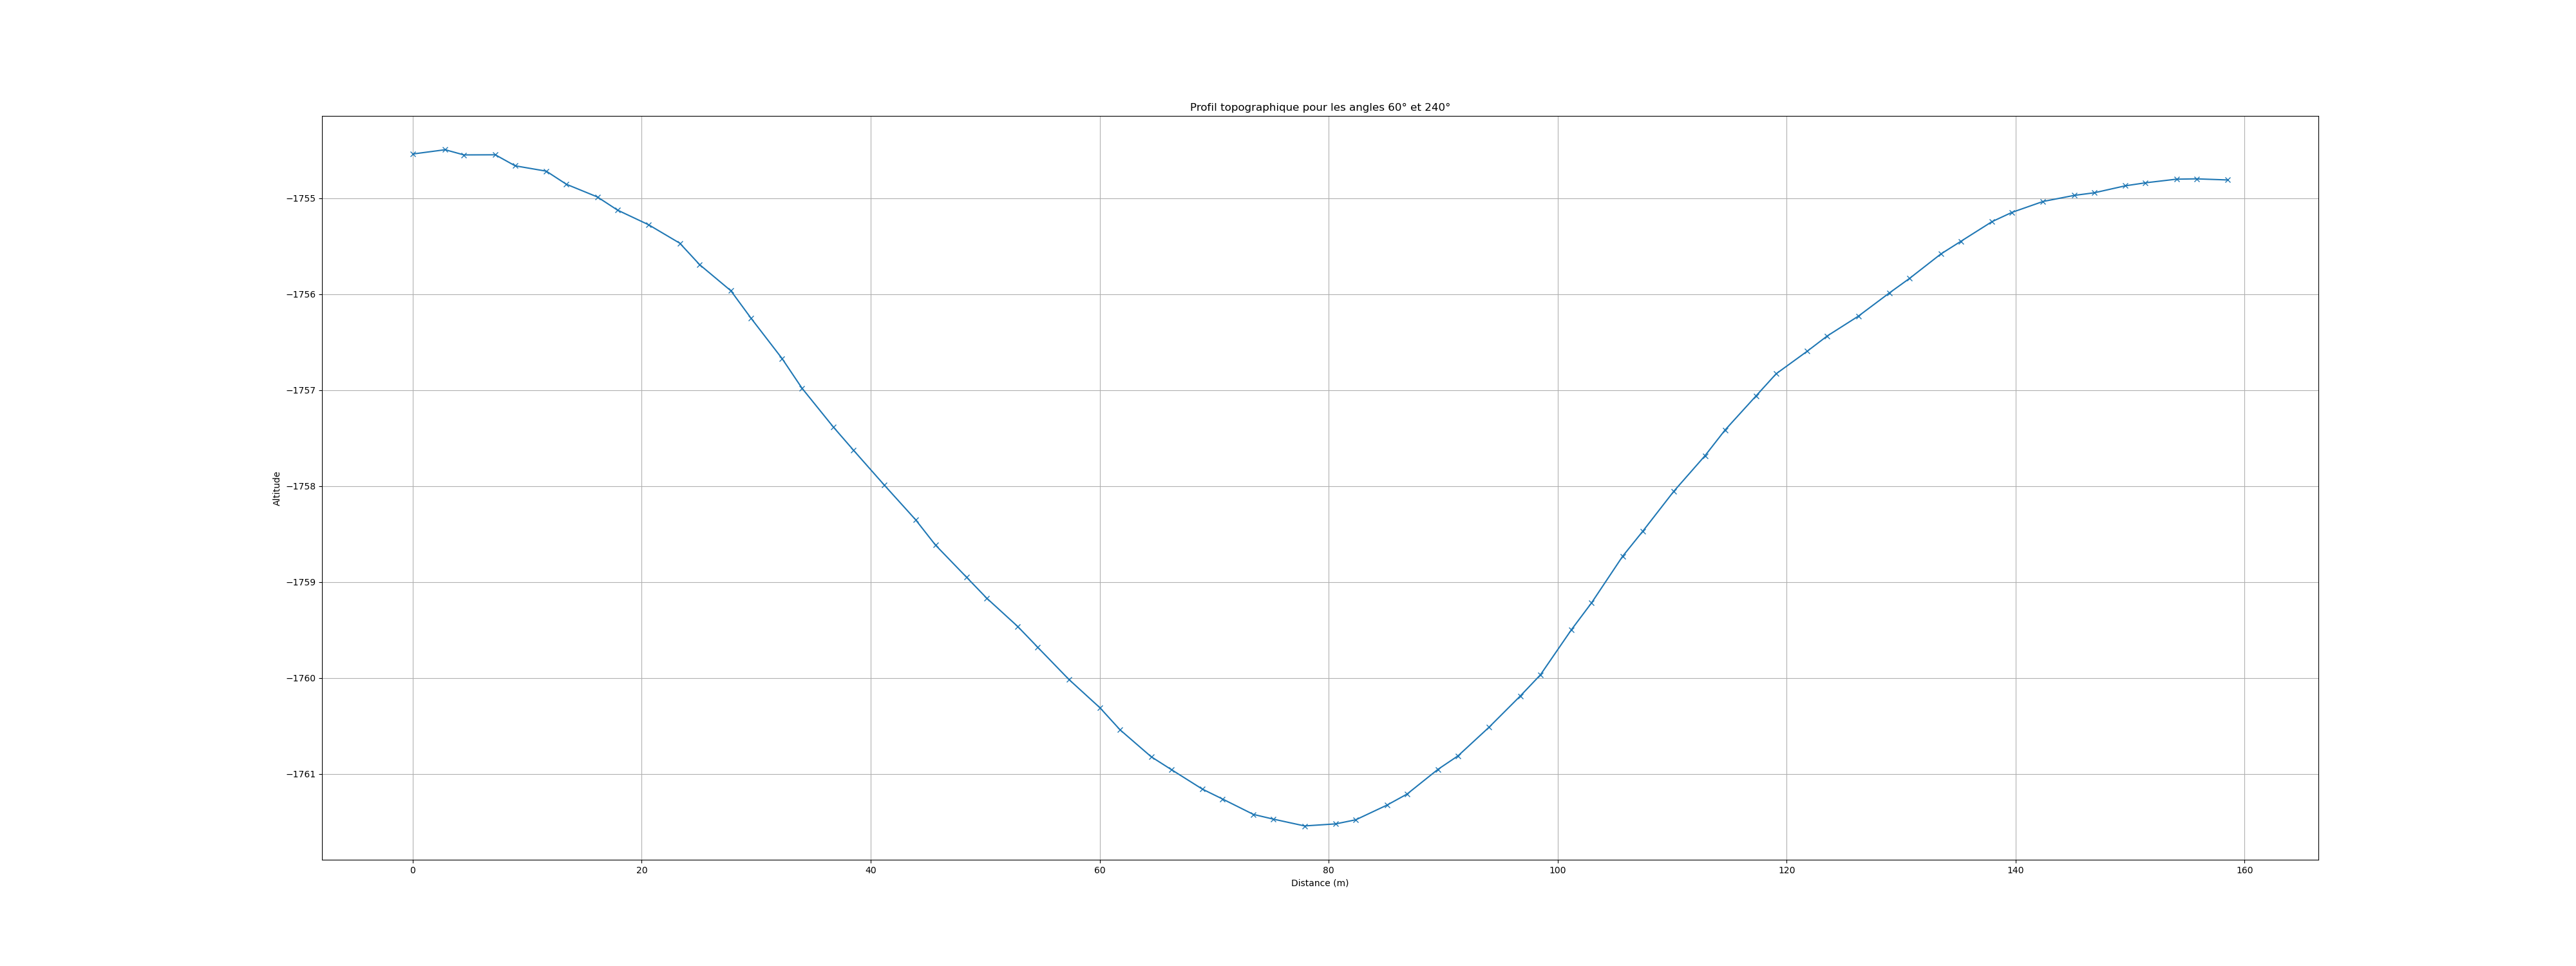 Profil topographique pour les angles 60° et 240°
Altitude
−1755
−1756
−1757
−1758
−1759
−1760
−1761
0 20 40 60 80 100 120 140 160
Distance (m)